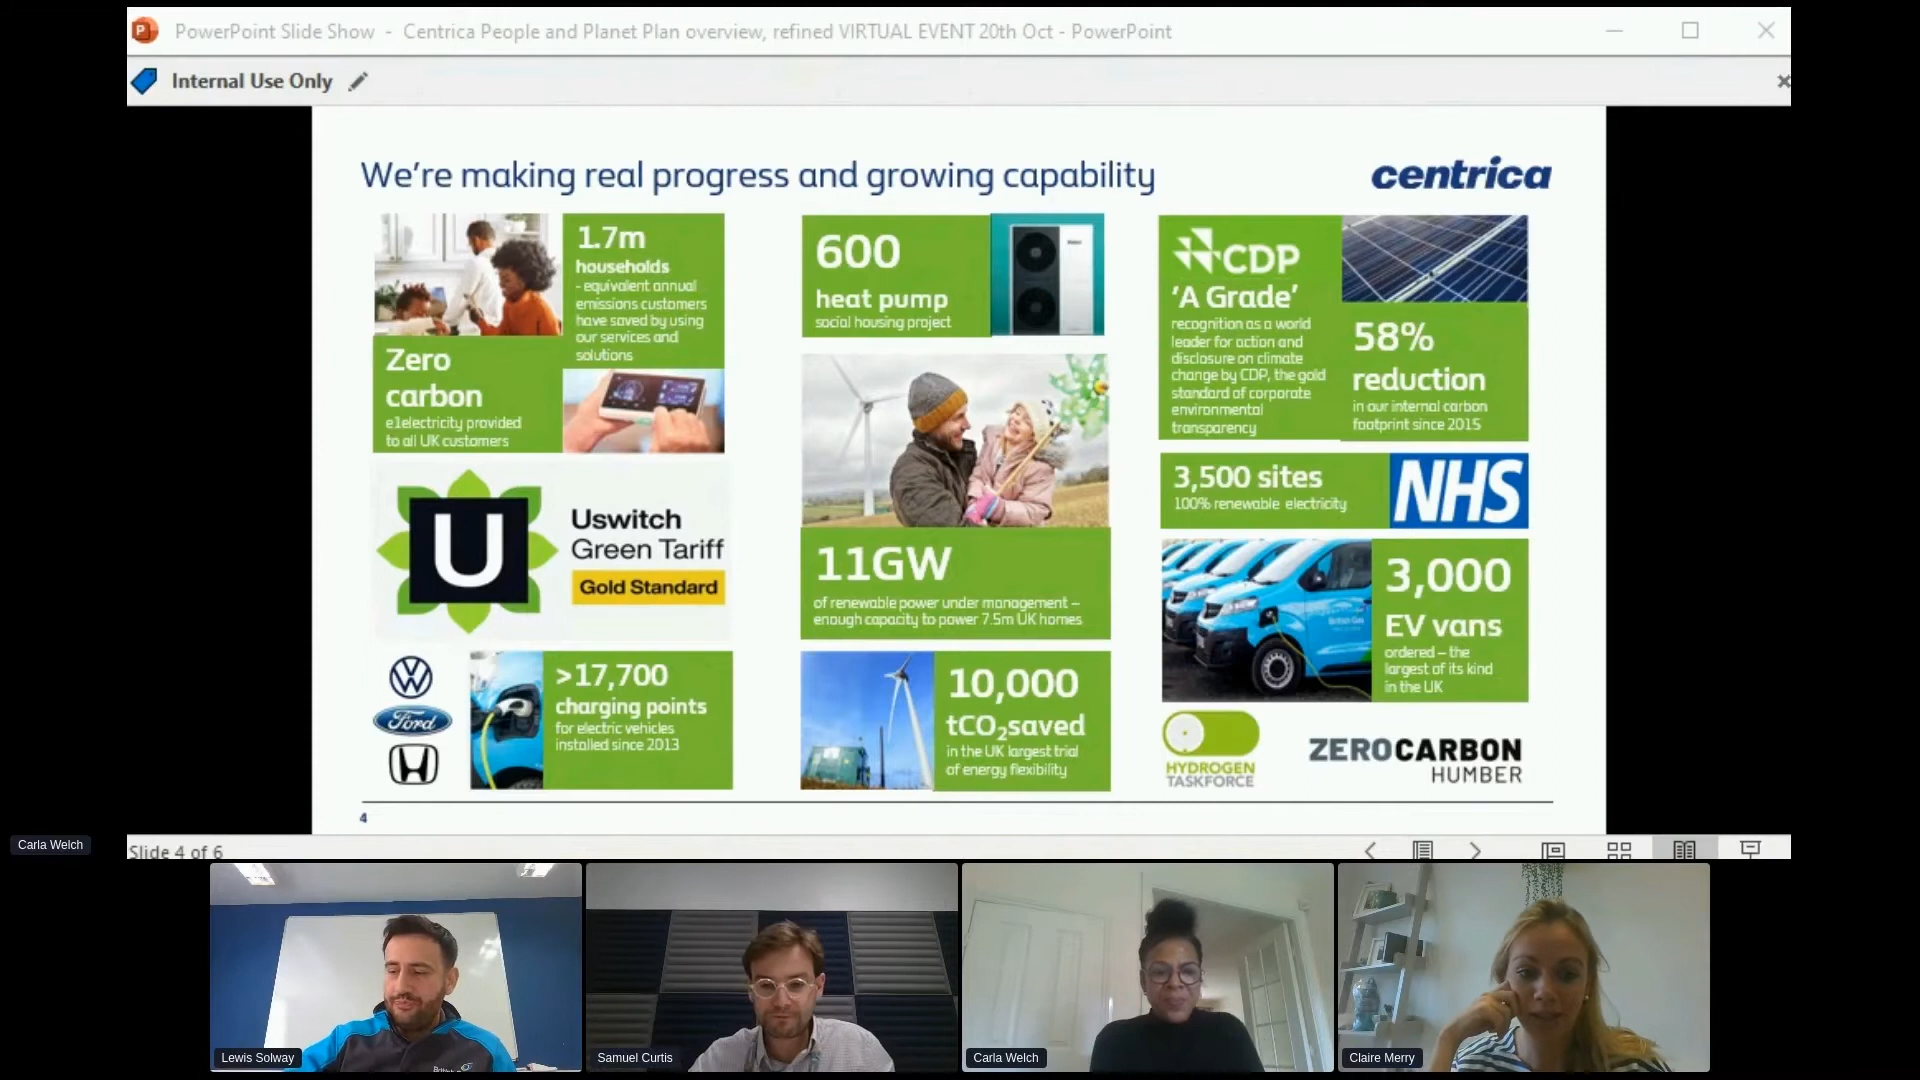 PowerPoint Slide Show - Centrica People and Planet Plan overview, refined VIRTUAL EVENT 20th Oct - PowerPoint
Internal Use Only
We're making real progress and growing capability
centrica
1.7m
households
- equivalent annual
emissions customers
have saved by using
our services and
solutions
Zero
carbon
e1electricity provided
to all UK customers
U
Uswitch
Green Tariff
Gold Standard
Ford
>17,700
charging points
for electric vehicles
installed since 2013
600
heat pump
social housing project
11GW
of renewable power under management –
enough capacity to power 7.5m UK homes
10,000
tCO₂saved
in the UK largest trial
of energy flexibility
CDP
'A Grade'
recognition as a world
leader for action and
disclosure on climate
change by CDP, the gold
standard of corporate
environmental
transparency
58%
reduction
in our internal carbon
footprint since 2015
3,500 sites
100% renewable electricity
NHS
3,000
EV vans
ordered – the
largest of its kind
in the UK
British Gas
HYDROGEN
TASKFORCE
ZERO CARBON
HUMBER
4
Slide 4 of 6
Carla Welch
Lewis Solway
Samuel Curtis
Carla Welch
Claire Merry